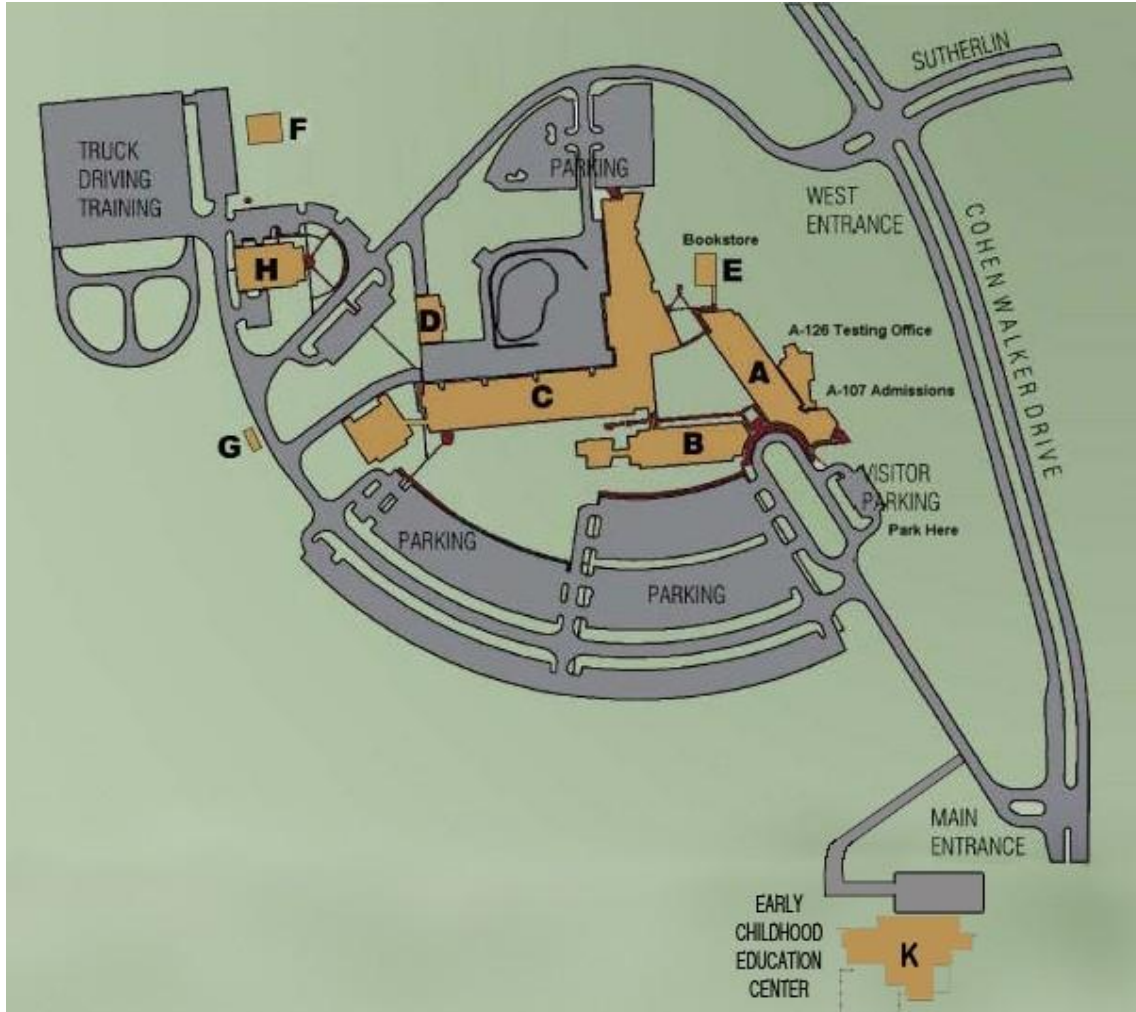 SUTHERLIN
F
TRUCK
DRIVING
TRAINING
PARKING
WEST
ENTRANCE
COHEN WALKER DRIVE
Bookstore
E
H
D
A-126 Testing Office
A
A-107 Admissions
C
B
G
VISITOR
PARKING
Park Here
PARKING
PARKING
MAIN
ENTRANCE
EARLY
CHILDHOOD
EDUCATION
CENTER
K